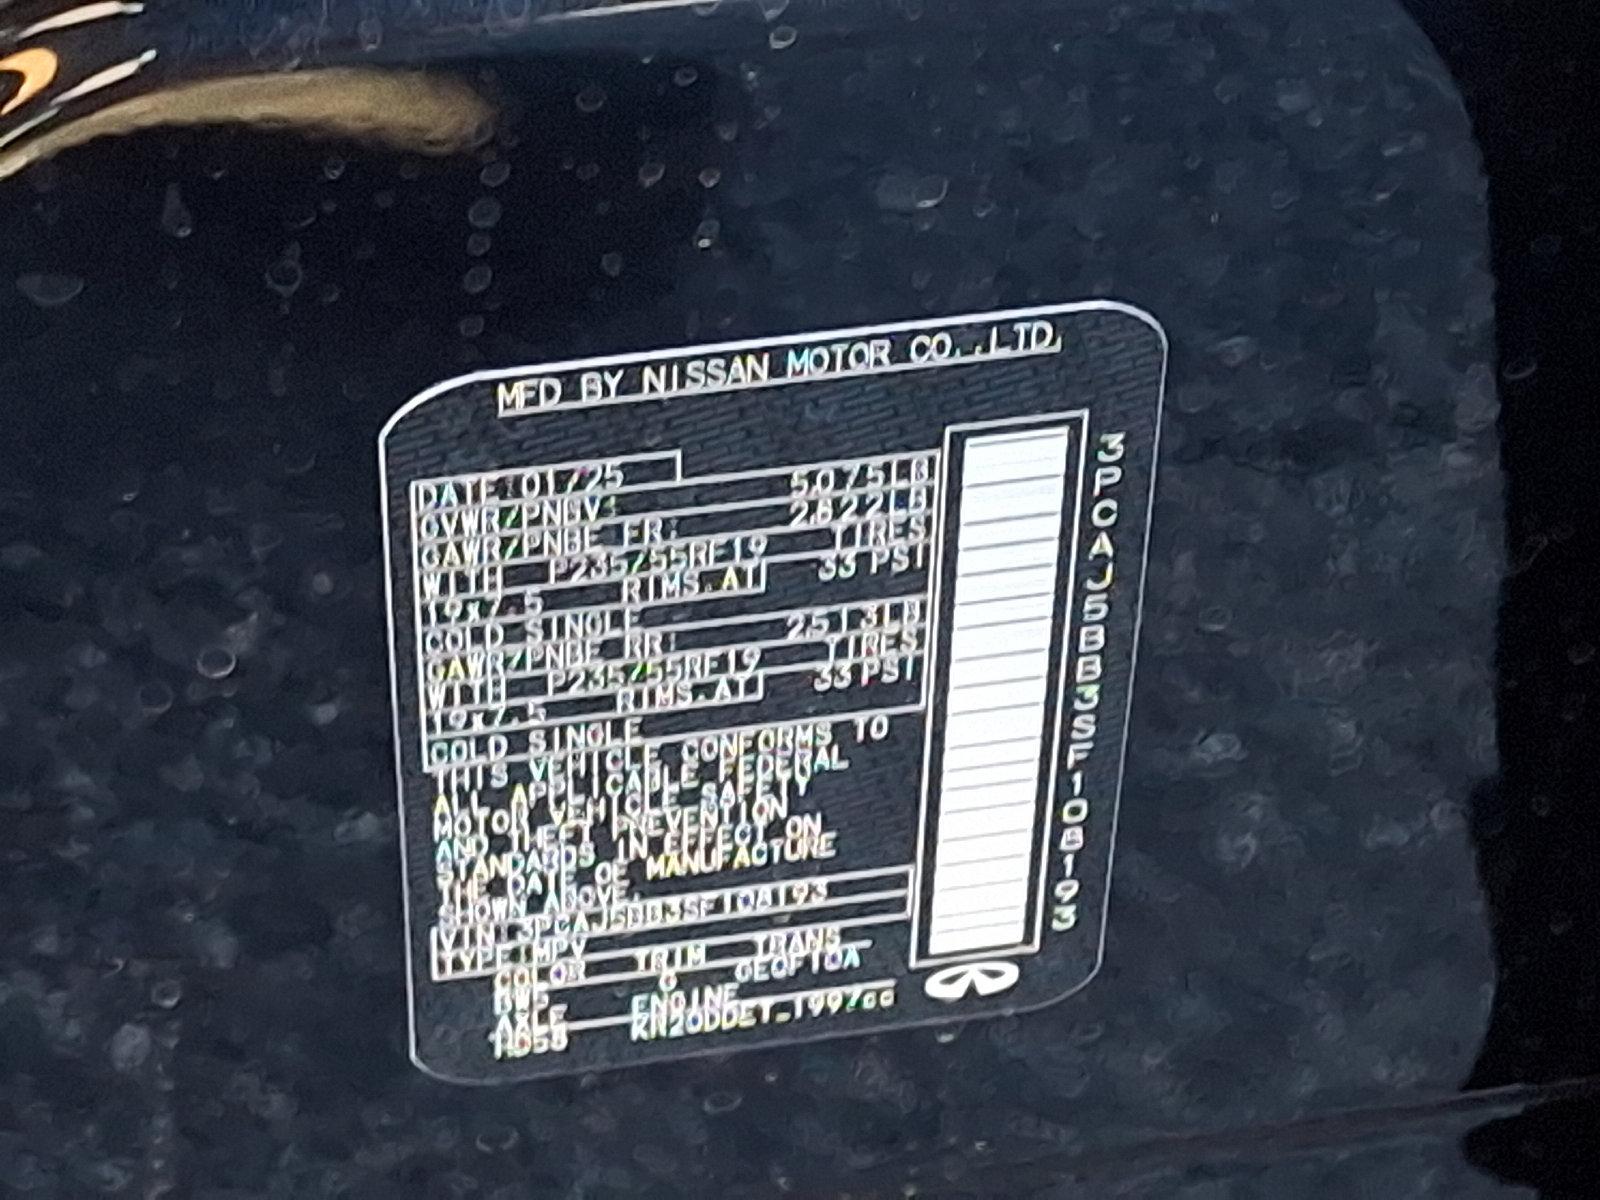 MFD BY NISSAN MOTOR CO.,LTD.
DATE:01/25
GVWR/PNBV: 5075LB
GAWR/PNBE FR: 2622LB
WITH P235/55RF19 TIRES
19x7.5 RIMS.AT 33 PSI
COLD SINGLE
GAWR/PNBE RR: 2513LB
WITH P235/55RF19 TIRES
19x7.5 RIMS.AT 33 PSI
COLD SINGLE
THIS VEHICLE CONFORMS TO
ALL APPLICABLE FEDERAL
MOTOR VEHICLE SAFETY
AND THEFT PREVENTION
STANDARDS IN EFFECT ON
THE DATE OF MANUFACTURE
SHOWN ABOVE.
VIN:3PCAJ5BB3SF108193
TYPE:MPV
COLOR TRIM TRANS
G
AXLE ENGINE
KR20DDET-1997cc
3PCAJ5BB3SF108193